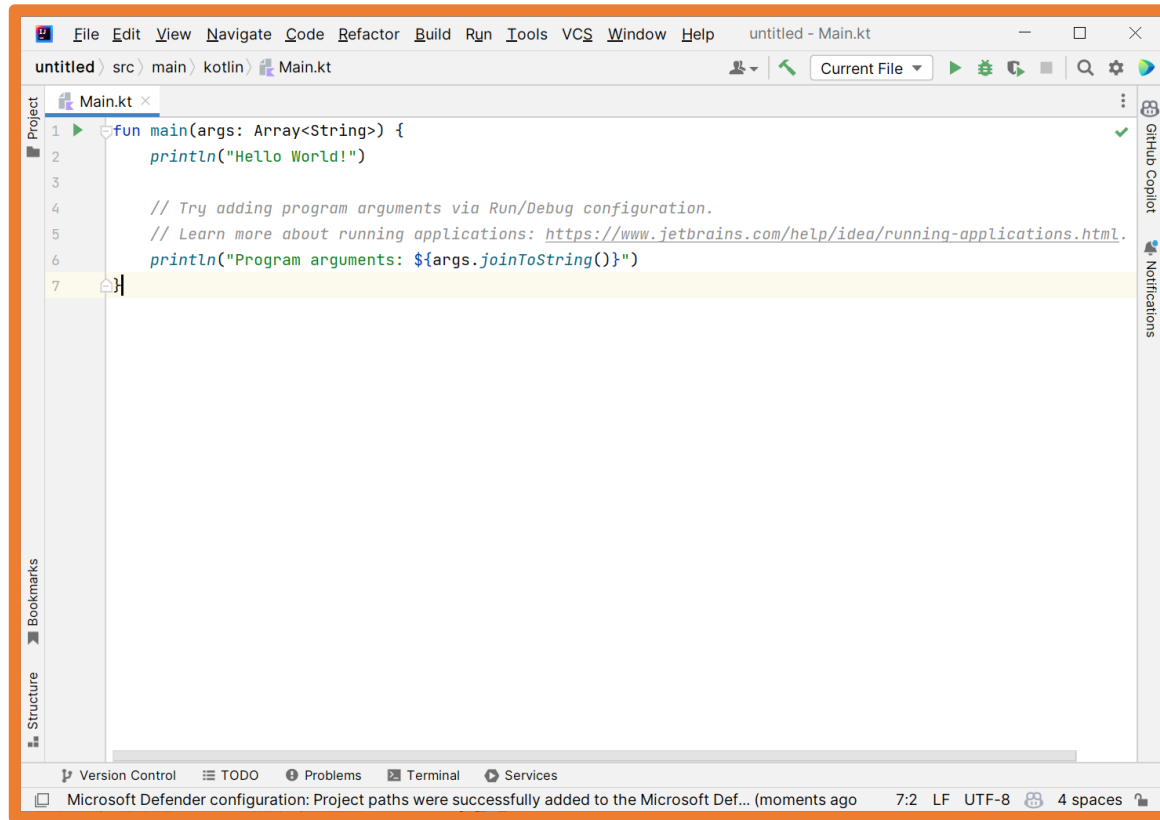 File Edit View Navigate Code Refactor Build Run Tools VCS Window Help untitled - Main.kt
untitled src main kotlin Main.kt Current File
Project
Main.kt
1 fun main(args: Array<String>) {
2 println("Hello World!")
3
4 // Try adding program arguments via Run/Debug configuration.
5 // Learn more about running applications: https://www.jetbrains.com/help/idea/running-applications.html.
6 println("Program arguments: ${args.joinToString()}")
7 }
GitHub Copilot
Notifications
Bookmarks
Structure
Version Control TODO Problems Terminal Services
Microsoft Defender configuration: Project paths were successfully added to the Microsoft Def... (moments ago 7:2 LF UTF-8 4 spaces